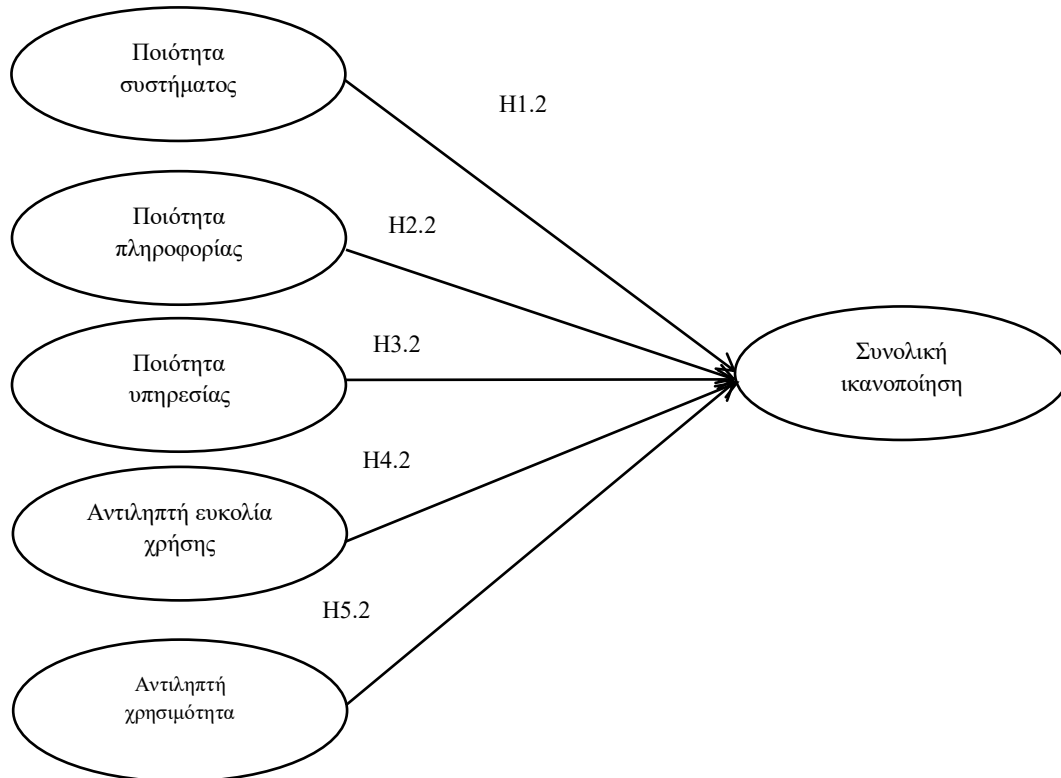 Ποιότητα
συστήματος
H1.2
Ποιότητα
πληροφορίας
H2.2
Ποιότητα
υπηρεσίας
H3.2
Συνολική
ικανοποίηση
Αντιληπτή ευκολία
χρήσης
H4.2
Αντιληπτή
χρησιμότητα
H5.2